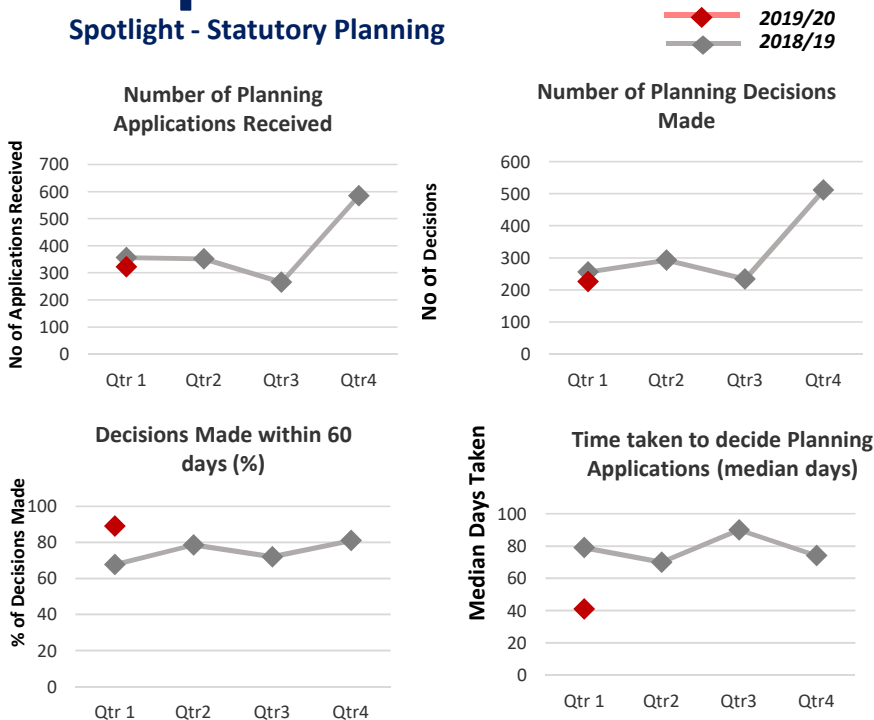 Spotlight - Statutory Planning
2019/20
2018/19
Number of Planning
Applications Received
No of Applications Received
700
600
500
400
300
200
100
0
Qtr 1 Qtr2 Qtr3 Qtr4
Number of Planning Decisions
Made
No of Decisions
600
500
400
300
200
100
0
Qtr 1 Qtr2 Qtr3 Qtr4
Decisions Made within 60
days (%)
% of Decisions Made
100
80
60
40
20
0
Qtr 1 Qtr2 Qtr3 Qtr4
Time taken to decide Planning
Applications (median days)
Median Days Taken
100
80
60
40
20
0
Qtr 1 Qtr2 Qtr3 Qtr4